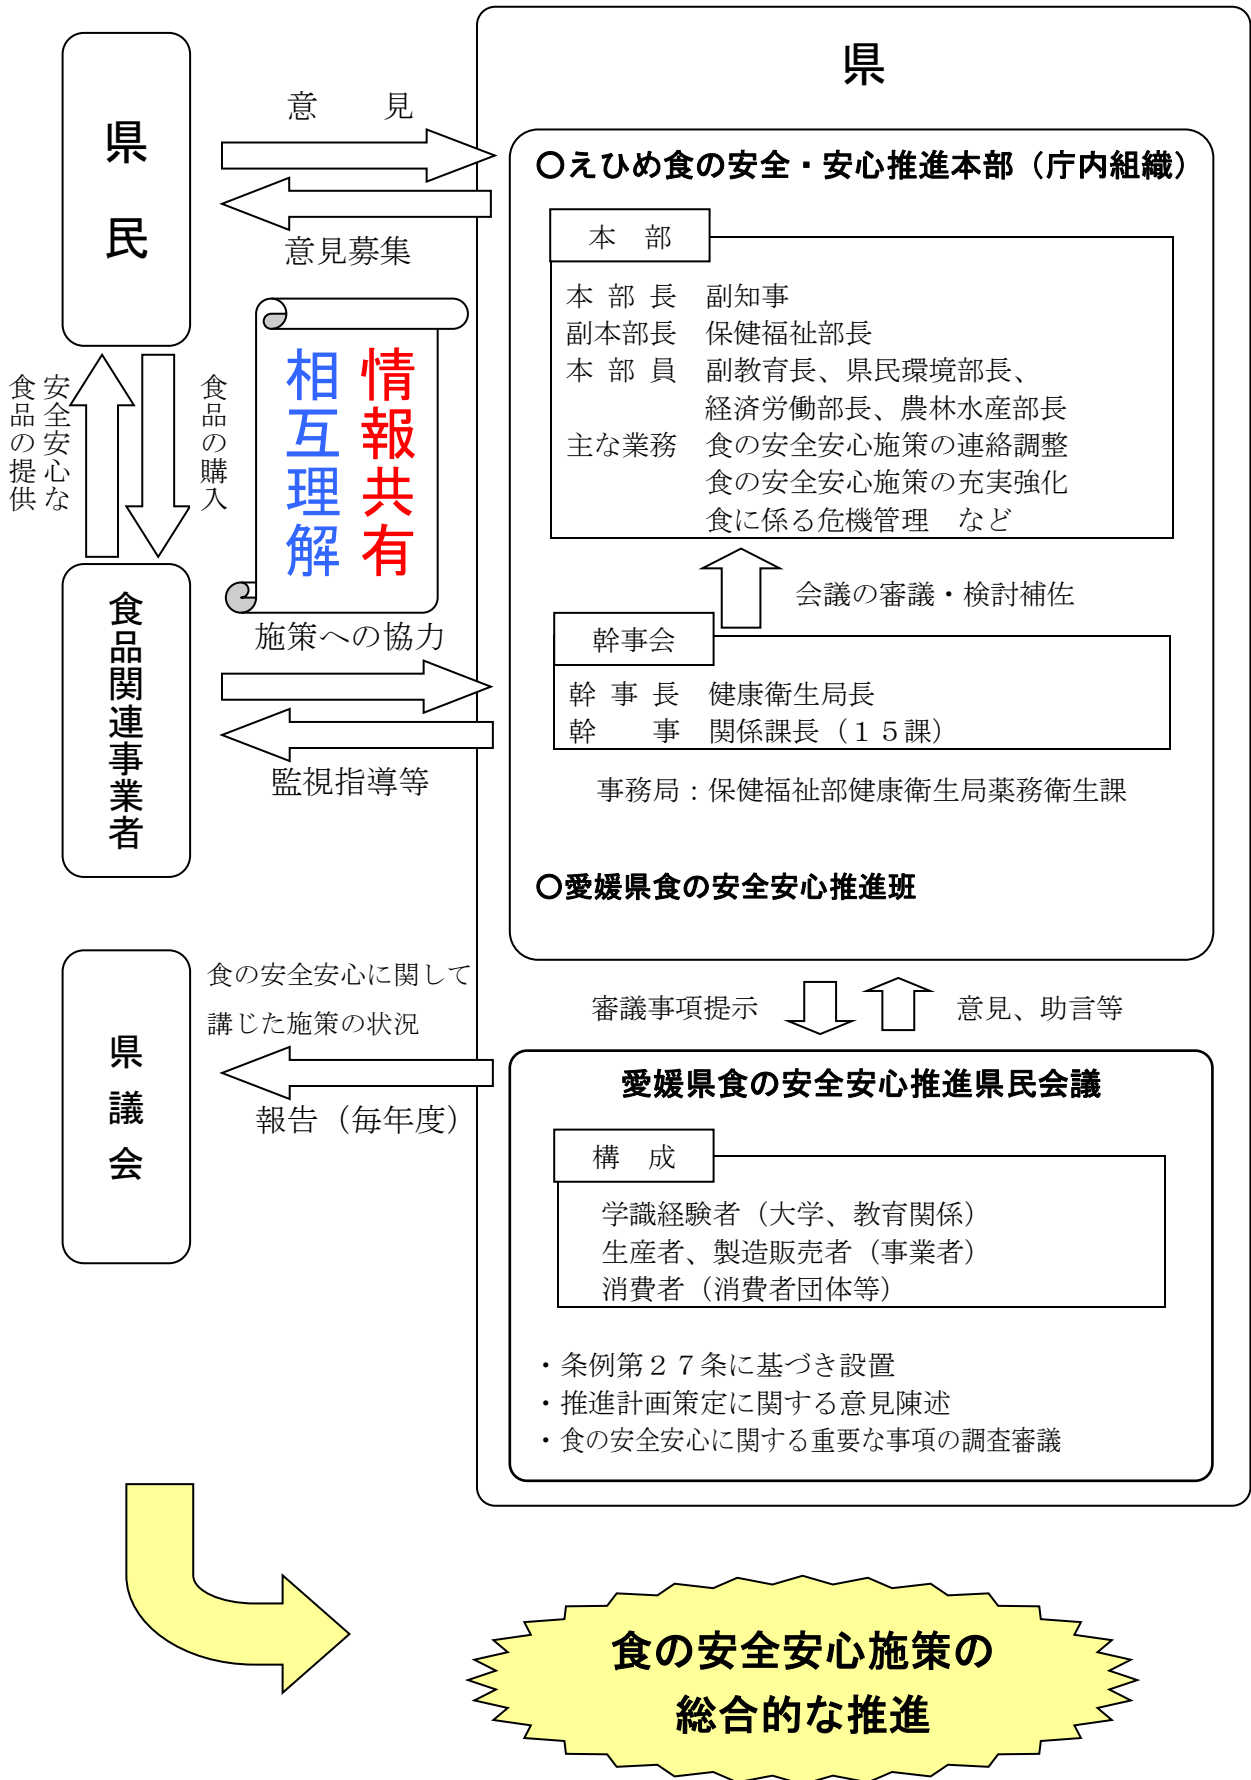 県
県民
意　見
意見募集
〇えひめ食の安全・安心推進本部（庁内組織）
本　部
本 部 長　副知事
副本部長　保健福祉部長
本 部 員　副教育長、県民環境部長、
経済労働部長、農林水産部長
主な業務　食の安全安心施策の連絡調整
食の安全安心施策の充実強化
食に係る危機管理　など
安全安心な
食品の提供
食品の購入
情報共有
相互理解
会議の審議・検討補佐
食品関連事業者
施策への協力
監視指導等
幹事会
幹 事 長　健康衛生局長
幹　　事　関係課長（１５課）
事務局：保健福祉部健康衛生局薬務衛生課
〇愛媛県食の安全安心推進班
県議会
食の安全安心に関して
講じた施策の状況
報告（毎年度）
審議事項提示
意見、助言等
愛媛県食の安全安心推進県民会議
構　成
学識経験者（大学、教育関係）
生産者、製造販売者（事業者）
消費者（消費者団体等）
・条例第２７条に基づき設置
・推進計画策定に関する意見陳述
・食の安全安心に関する重要な事項の調査審議
食の安全安心施策の
総合的な推進